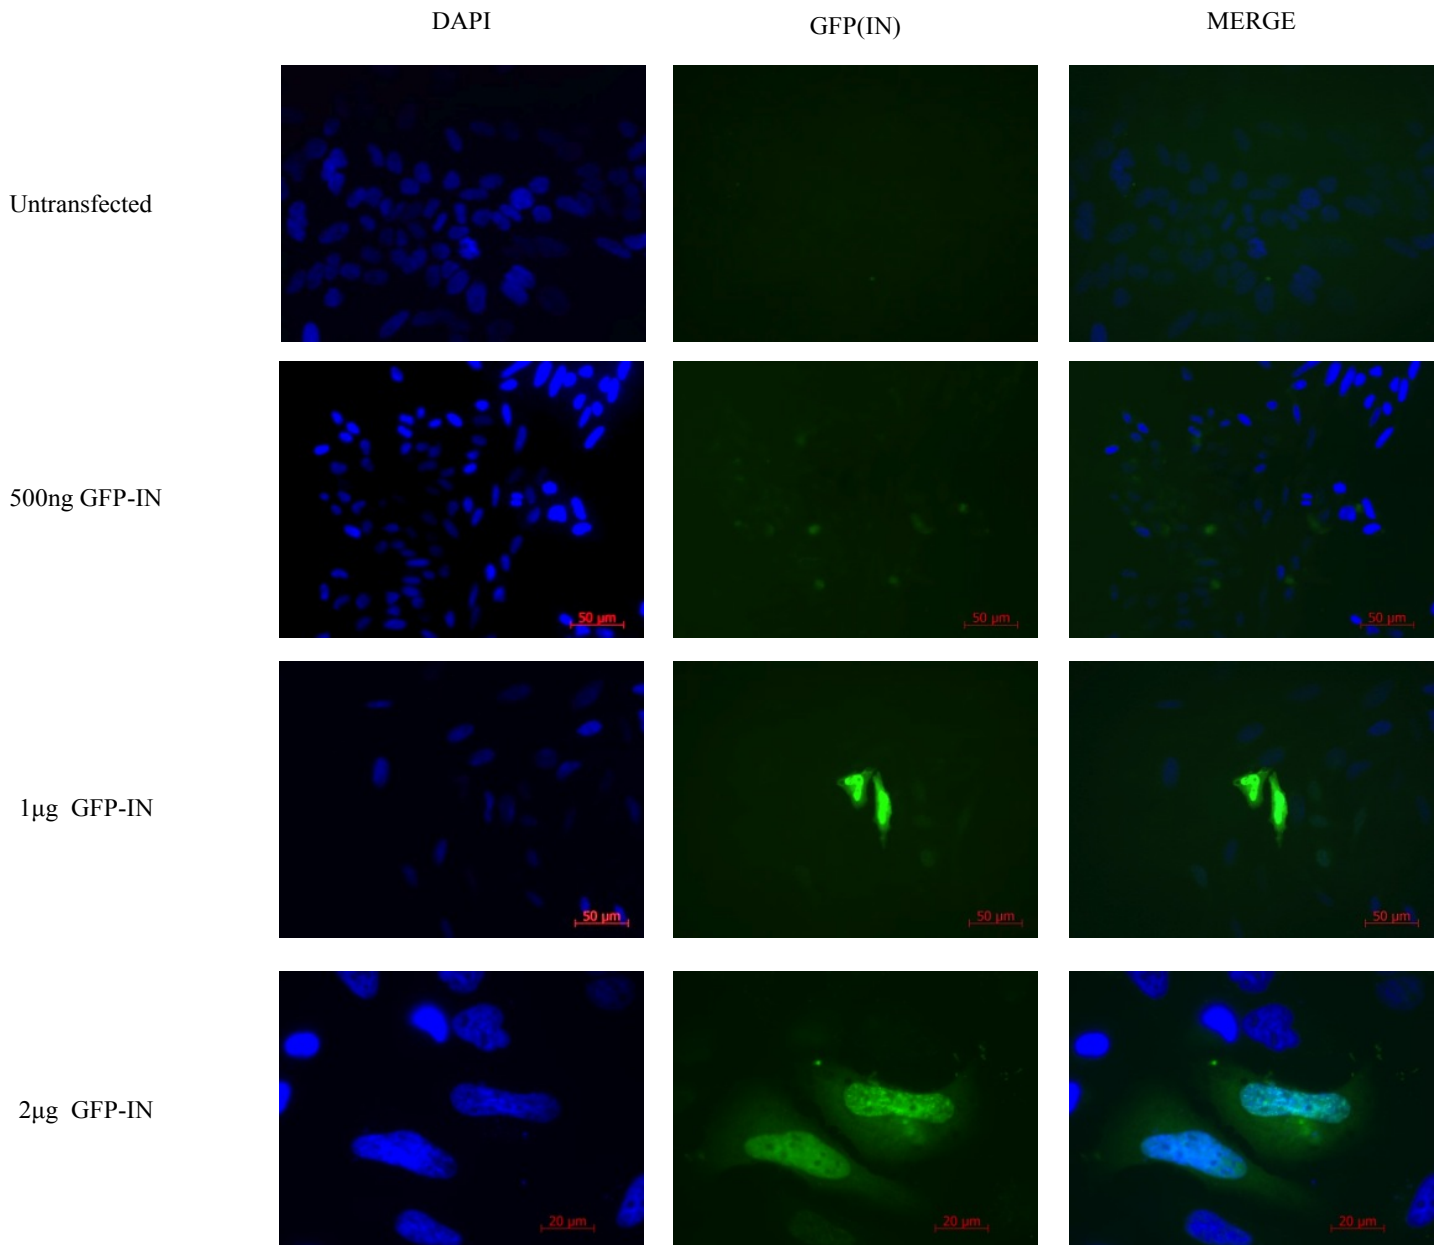 DAPI GFP(IN) MERGE
Untransfected
500ng GFP-IN
50 µm 50 µm 50 µm
1µg GFP-IN
50 µm 50 µm 50 µm
2µg GFP-IN
20 µm 20 µm 20 µm